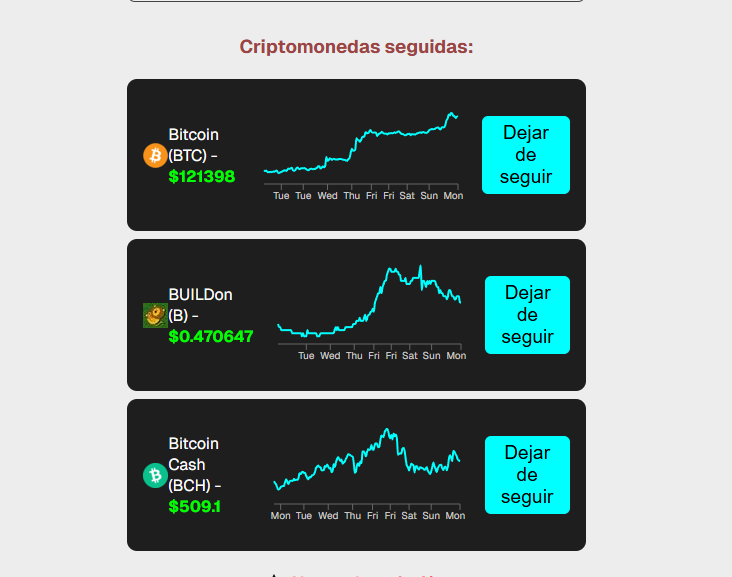 Criptomonedas seguidas:
Bitcoin
(BTC) -
$121398
Tue Tue Wed Thu Fri Fri Sat Sun Mon
Dejar
de
seguir
BUILDon
(B) -
$0.470647
Tue Wed Thu Fri Fri Sat Sun Mon
Dejar
de
seguir
Bitcoin
Cash
(BCH) -
$509.1
Mon Tue Wed Thu Fri Fri Sat Sun Mon
Dejar
de
seguir